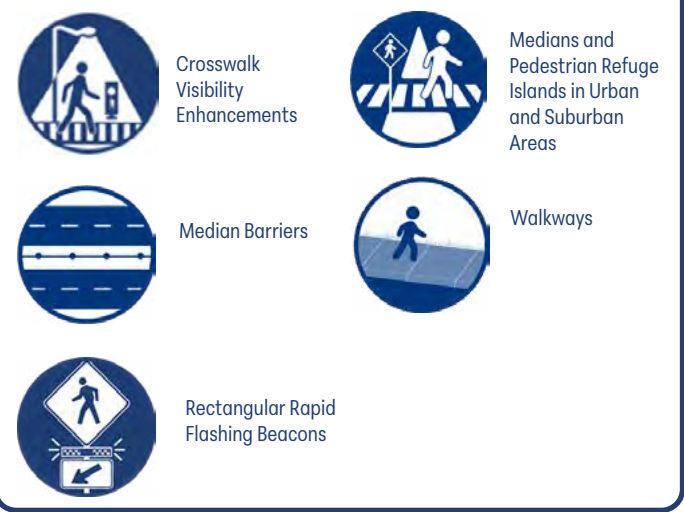 Crosswalk
Visibility
Enhancements
Medians and
Pedestrian Refuge
Islands in Urban
and Suburban
Areas
Median Barriers
Walkways
Rectangular Rapid
Flashing Beacons